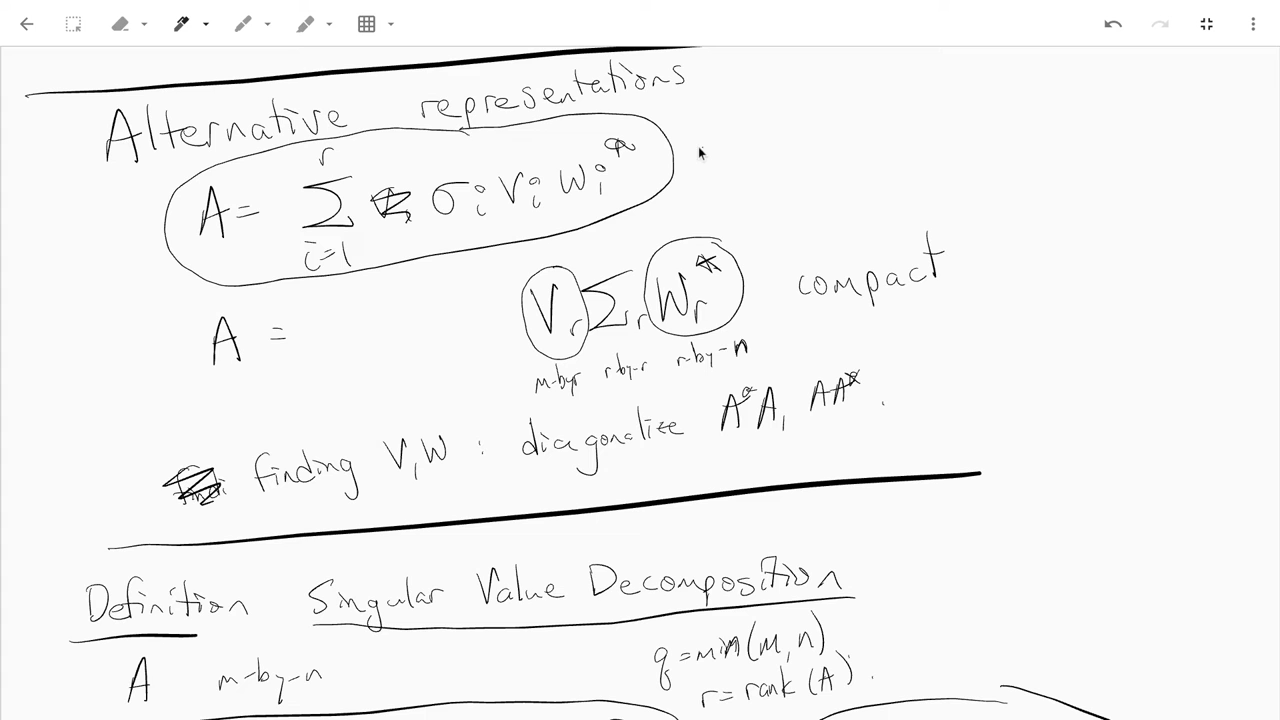 Alternative representations
A = ∑_{i=1}^{r} σ_i v_i w_i^*
A = V_r Σ_r W_r^* compact
m-by-r r-by-r r-by-n
finding V, W : diagonalize A^*A, AA^*.
Definition Singular Value Decomposition
A m-by-n
q = min(m, n)
r = rank(A).